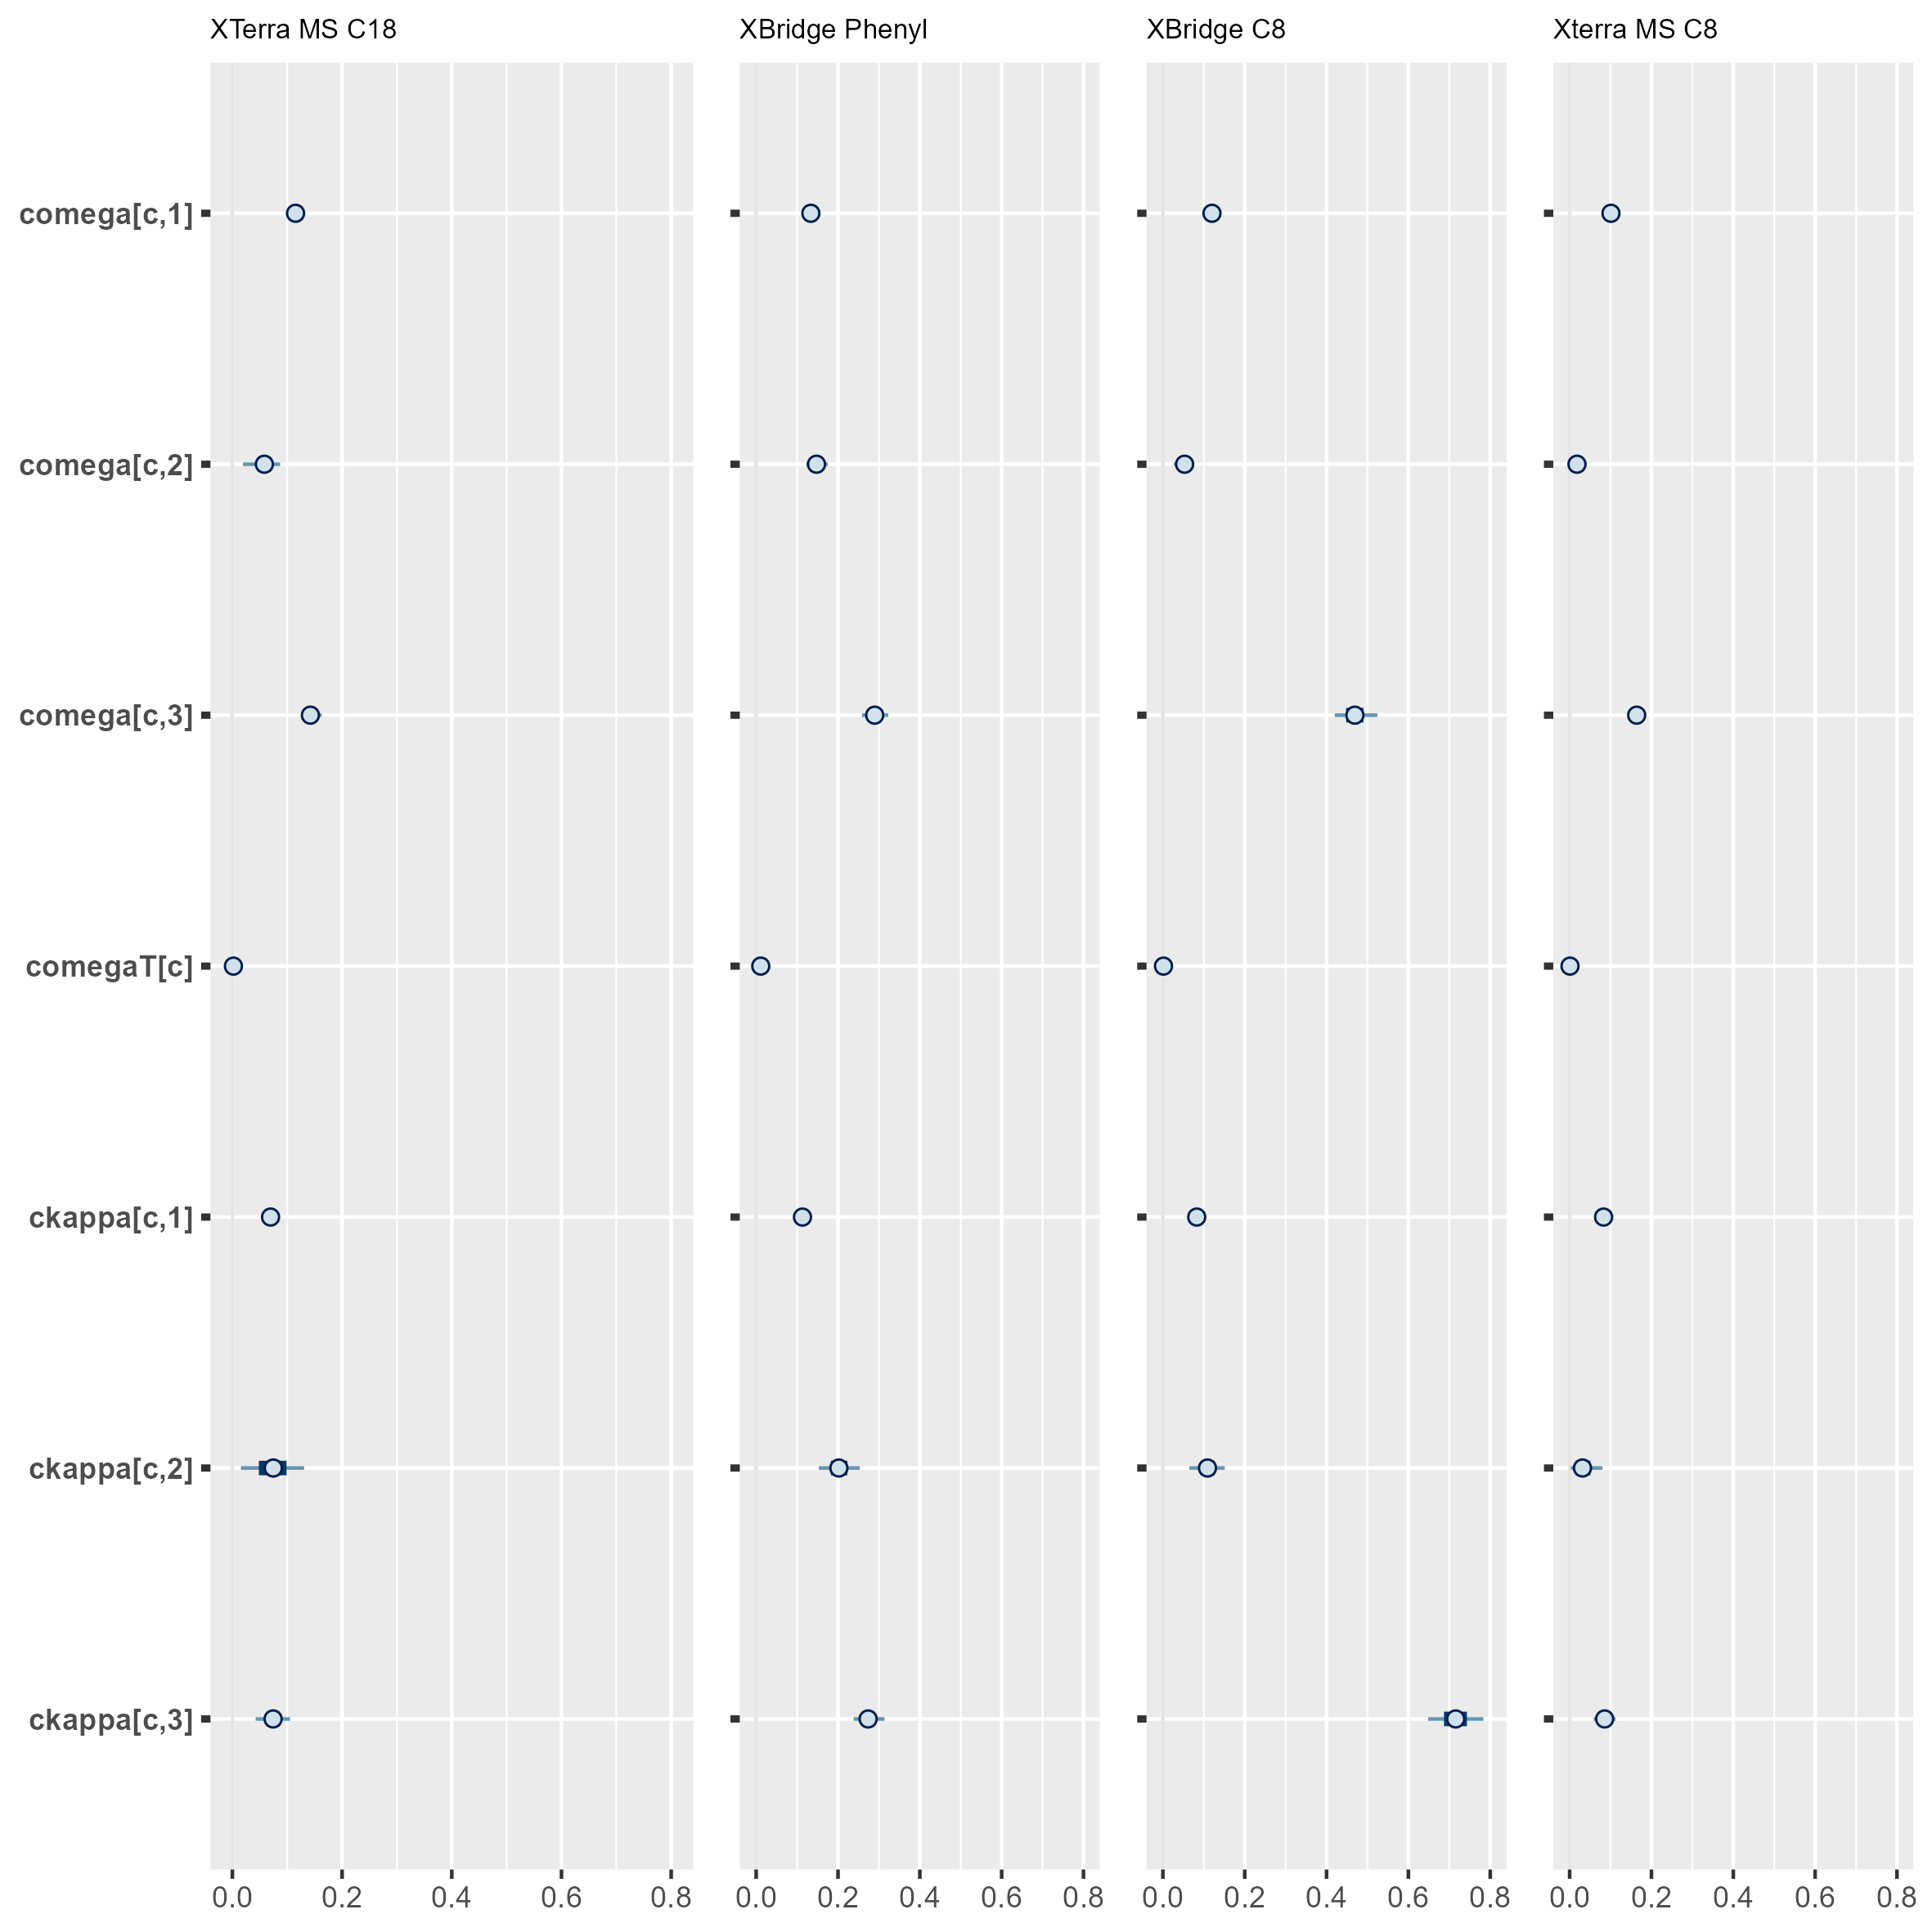 XTerra MS C18
XBridge Phenyl
XBridge C8
Xterra MS C8
comega[c,1]
comega[c,2]
comega[c,3]
comegaT[c]
ckappa[c,1]
ckappa[c,2]
ckappa[c,3]
0.0 0.2 0.4 0.6 0.8
0.0 0.2 0.4 0.6 0.8
0.0 0.2 0.4 0.6 0.8
0.0 0.2 0.4 0.6 0.8